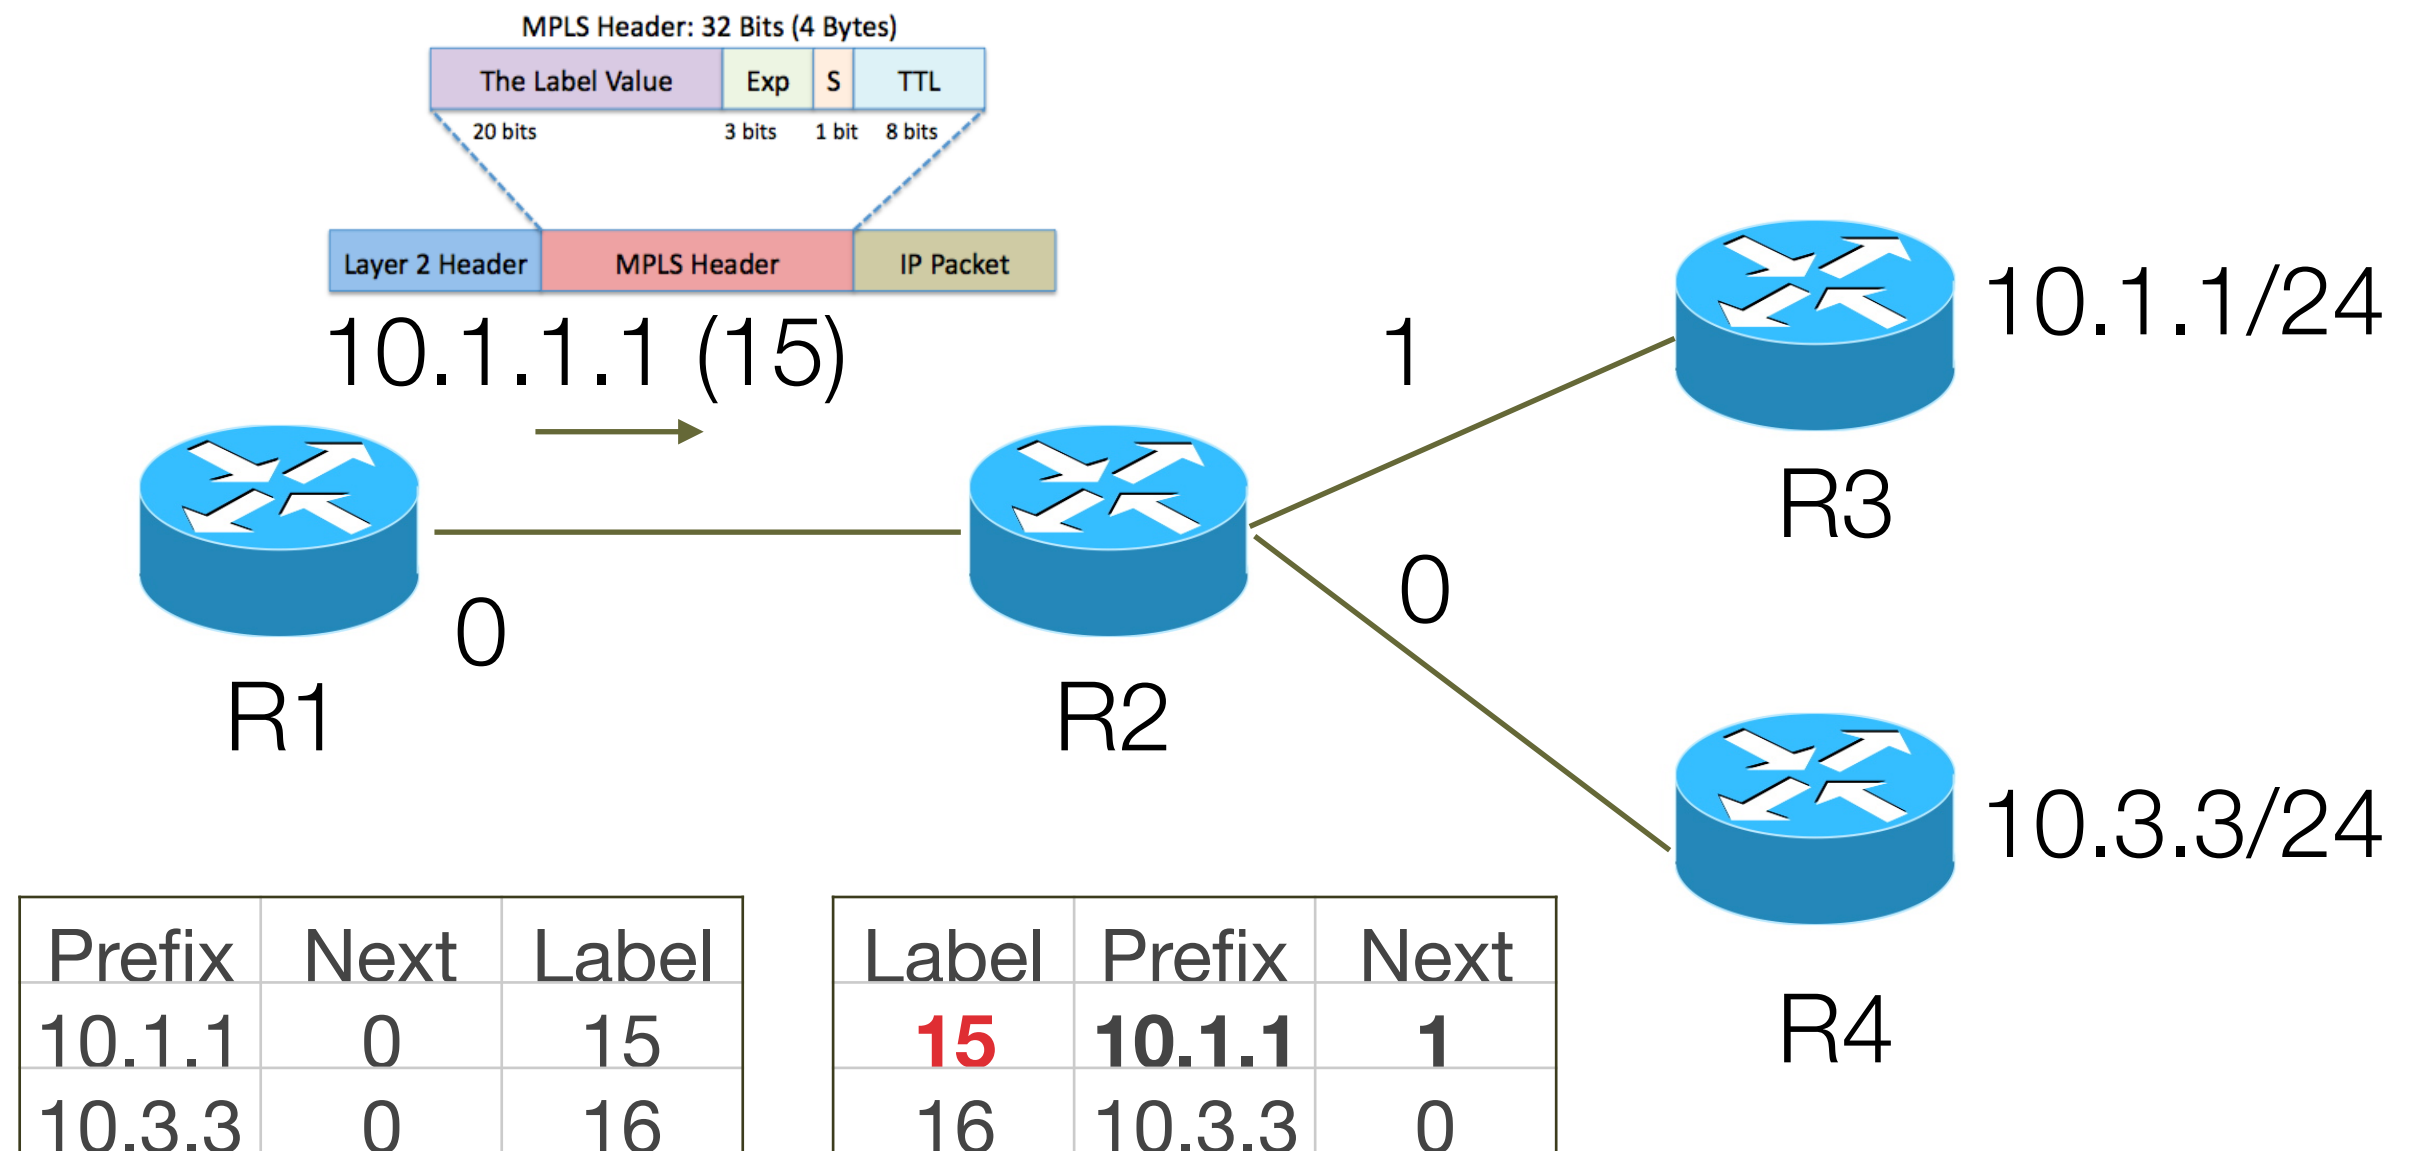 MPLS Header: 32 Bits (4 Bytes)
The Label Value Exp S TTL
20 bits 3 bits 1 bit 8 bits
Layer 2 Header MPLS Header IP Packet
10.1.1.1 (15)
1
10.1.1/24
R3
0
0
R1
R2
10.3.3/24
R4
Prefix Next Label
10.1.1 0 15
10.3.3 0 16
Label Prefix Next
15 10.1.1 1
16 10.3.3 0